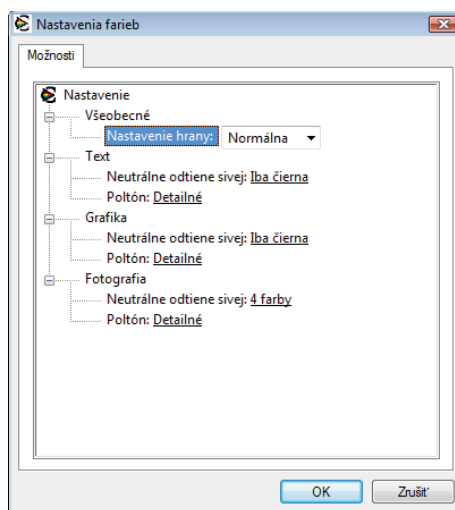 Nastavenia farieb
Možnosti
Nastavenie
Všeobecné
Nastavenie hrany: Normálna
Text
Neutrálne odtiene sivej: Iba čierna
Poltón: Detailné
Grafika
Neutrálne odtiene sivej: Iba čierna
Poltón: Detailné
Fotografia
Neutrálne odtiene sivej: 4 farby
Poltón: Detailné
OK Zrušiť